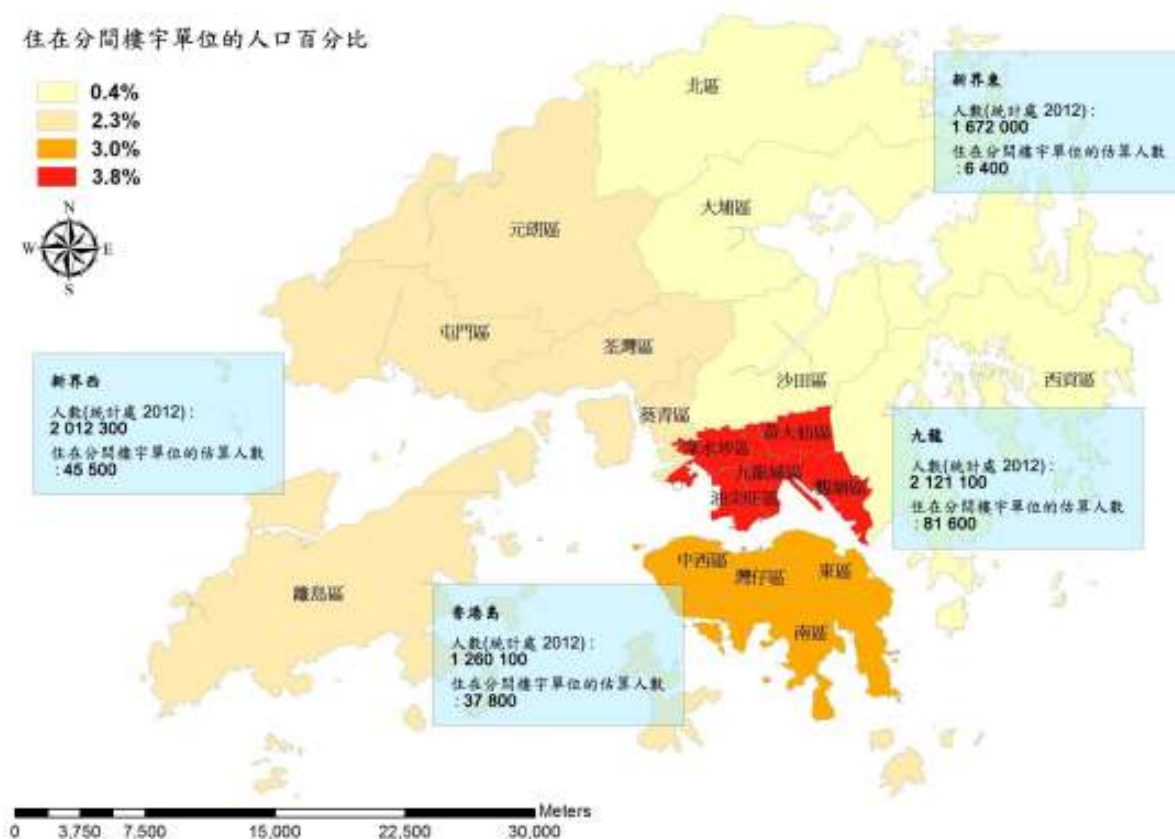 住在分間樓宇單位的人口百分比
0.4%
2.3%
3.0%
3.8%
N
W
E
S
北區
新界東
人數(統計處 2012) :
1 672 000
住在分間樓宇單位的估算人數
: 6 400
大埔區
元朗區
屯門區
荃灣區
沙田區
西貢區
葵青區
新界西
人數(統計處 2012) :
2 012 300
住在分間樓宇單位的估算人數
: 45 500
黃大仙區
深水埗區
九龍城區
觀塘區
油尖旺區
九龍
人數(統計處 2012) :
2 121 100
住在分間樓宇單位的估算人數
: 81 600
中西區
灣仔區
東區
南區
離島區
香港島
人數(統計處 2012) :
1 260 100
住在分間樓宇單位的估算人數
: 37 800
Meters
0 3,750 7,500 15,000 22,500 30,000